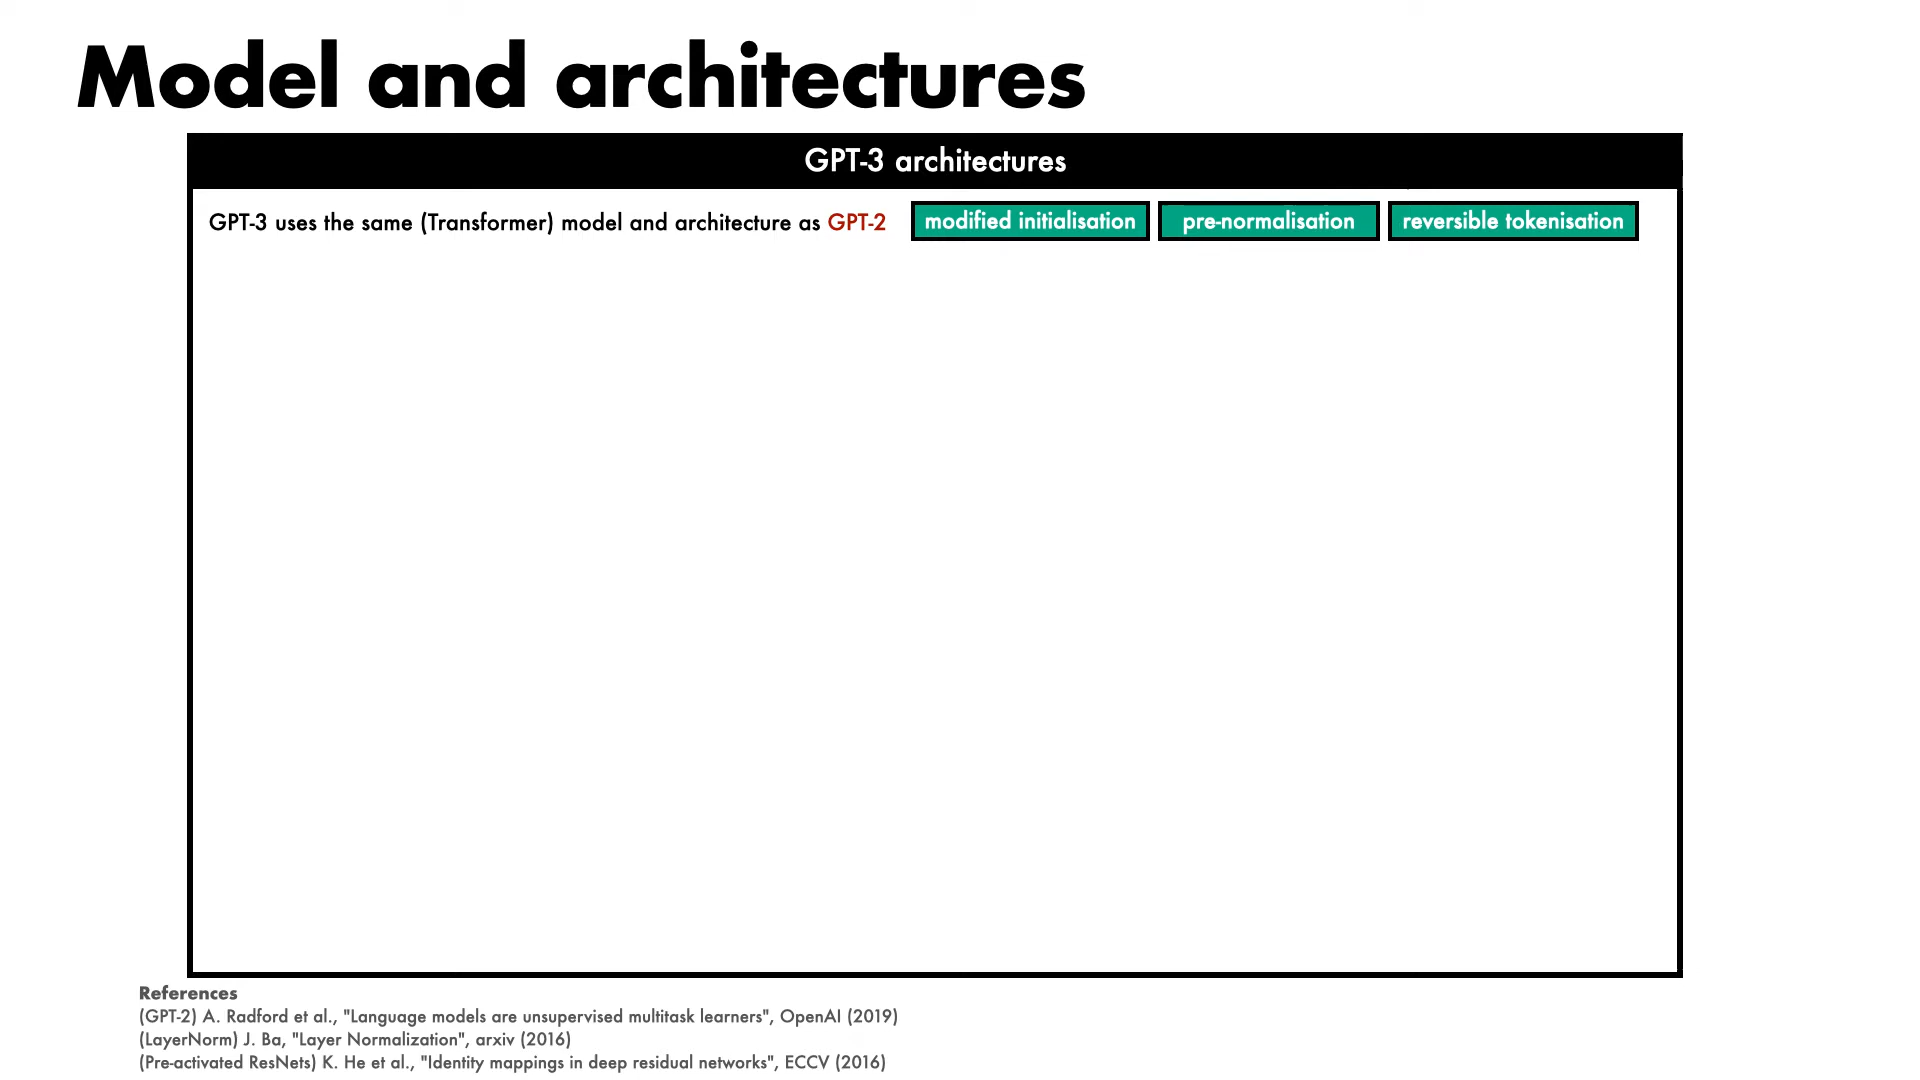 Model and architectures
GPT-3 architectures
GPT-3 uses the same (Transformer) model and architecture as GPT-2 modified initialisation pre-normalisation reversible tokenisation
References
(GPT-2) A. Radford et al., "Language models are unsupervised multitask learners", OpenAI (2019)
(LayerNorm) J. Ba, "Layer Normalization", arxiv (2016)
(Pre-activated ResNets) K. He et al., "Identity mappings in deep residual networks", ECCV (2016)